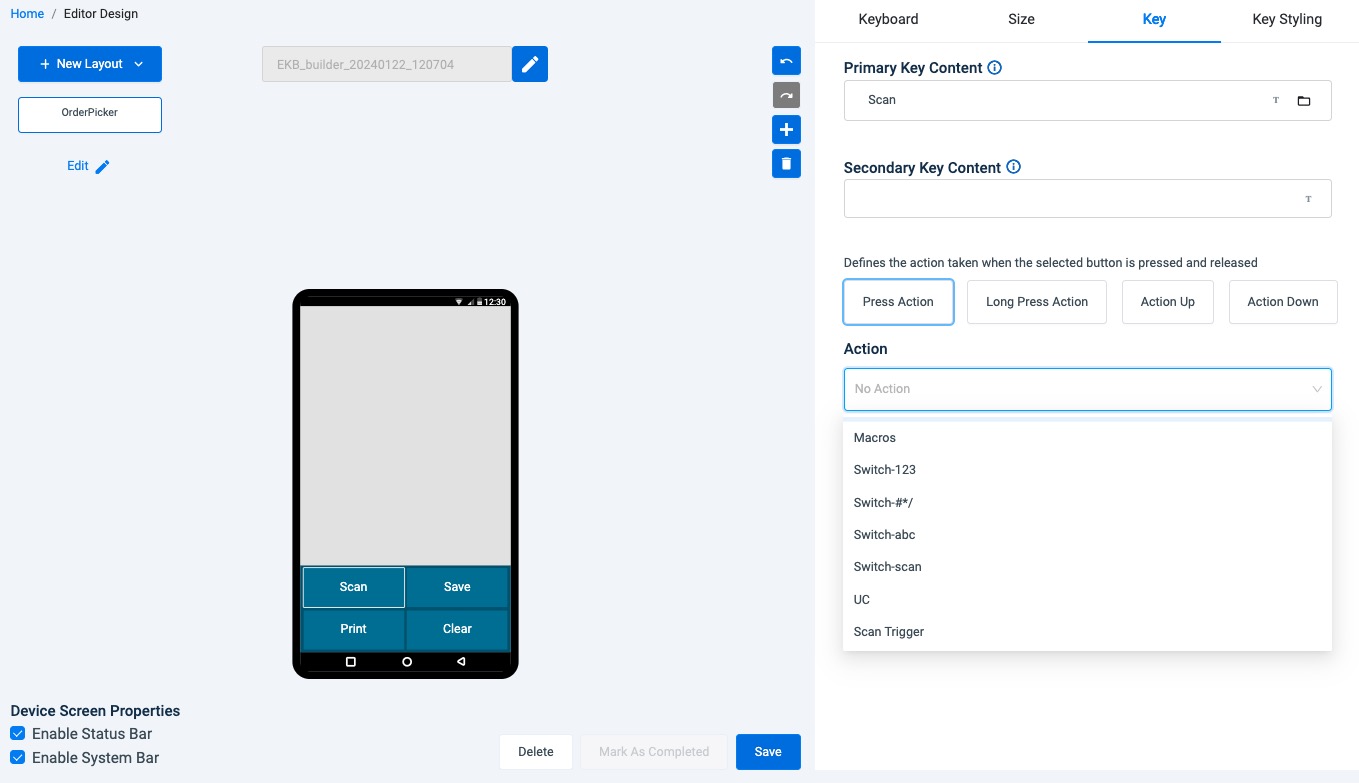 Home / Editor Design
+ New Layout
EKB_builder_20240122_120704
OrderPicker
Edit
12:30
Scan
Save
Print
Clear
Device Screen Properties
Enable Status Bar
Enable System Bar
Delete
Mark As Completed
Save
Keyboard
Size
Key
Key Styling
Primary Key Content
Scan
T
Secondary Key Content
T
Defines the action taken when the selected button is pressed and released
Press Action
Long Press Action
Action Up
Action Down
Action
No Action
Macros
Switch-123
Switch-#*/
Switch-abc
Switch-scan
UC
Scan Trigger